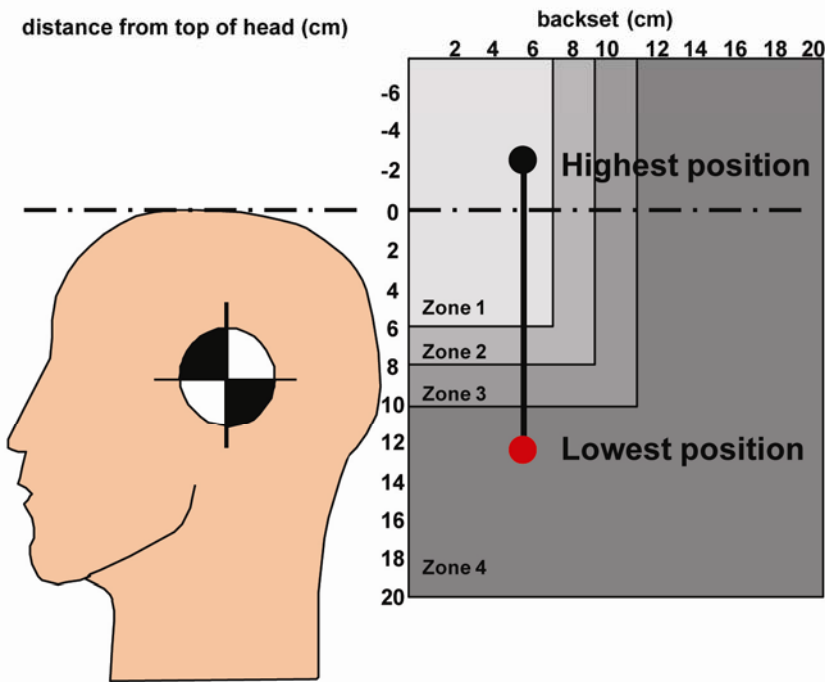 distance from top of head (cm)
backset (cm)
2 4 6 8 10 12 14 16 18 20
-6
-4
-2
Highest position
0
2
4
Zone 1
6
Zone 2
8
Zone 3
10
12
Lowest position
14
16
18
Zone 4
20